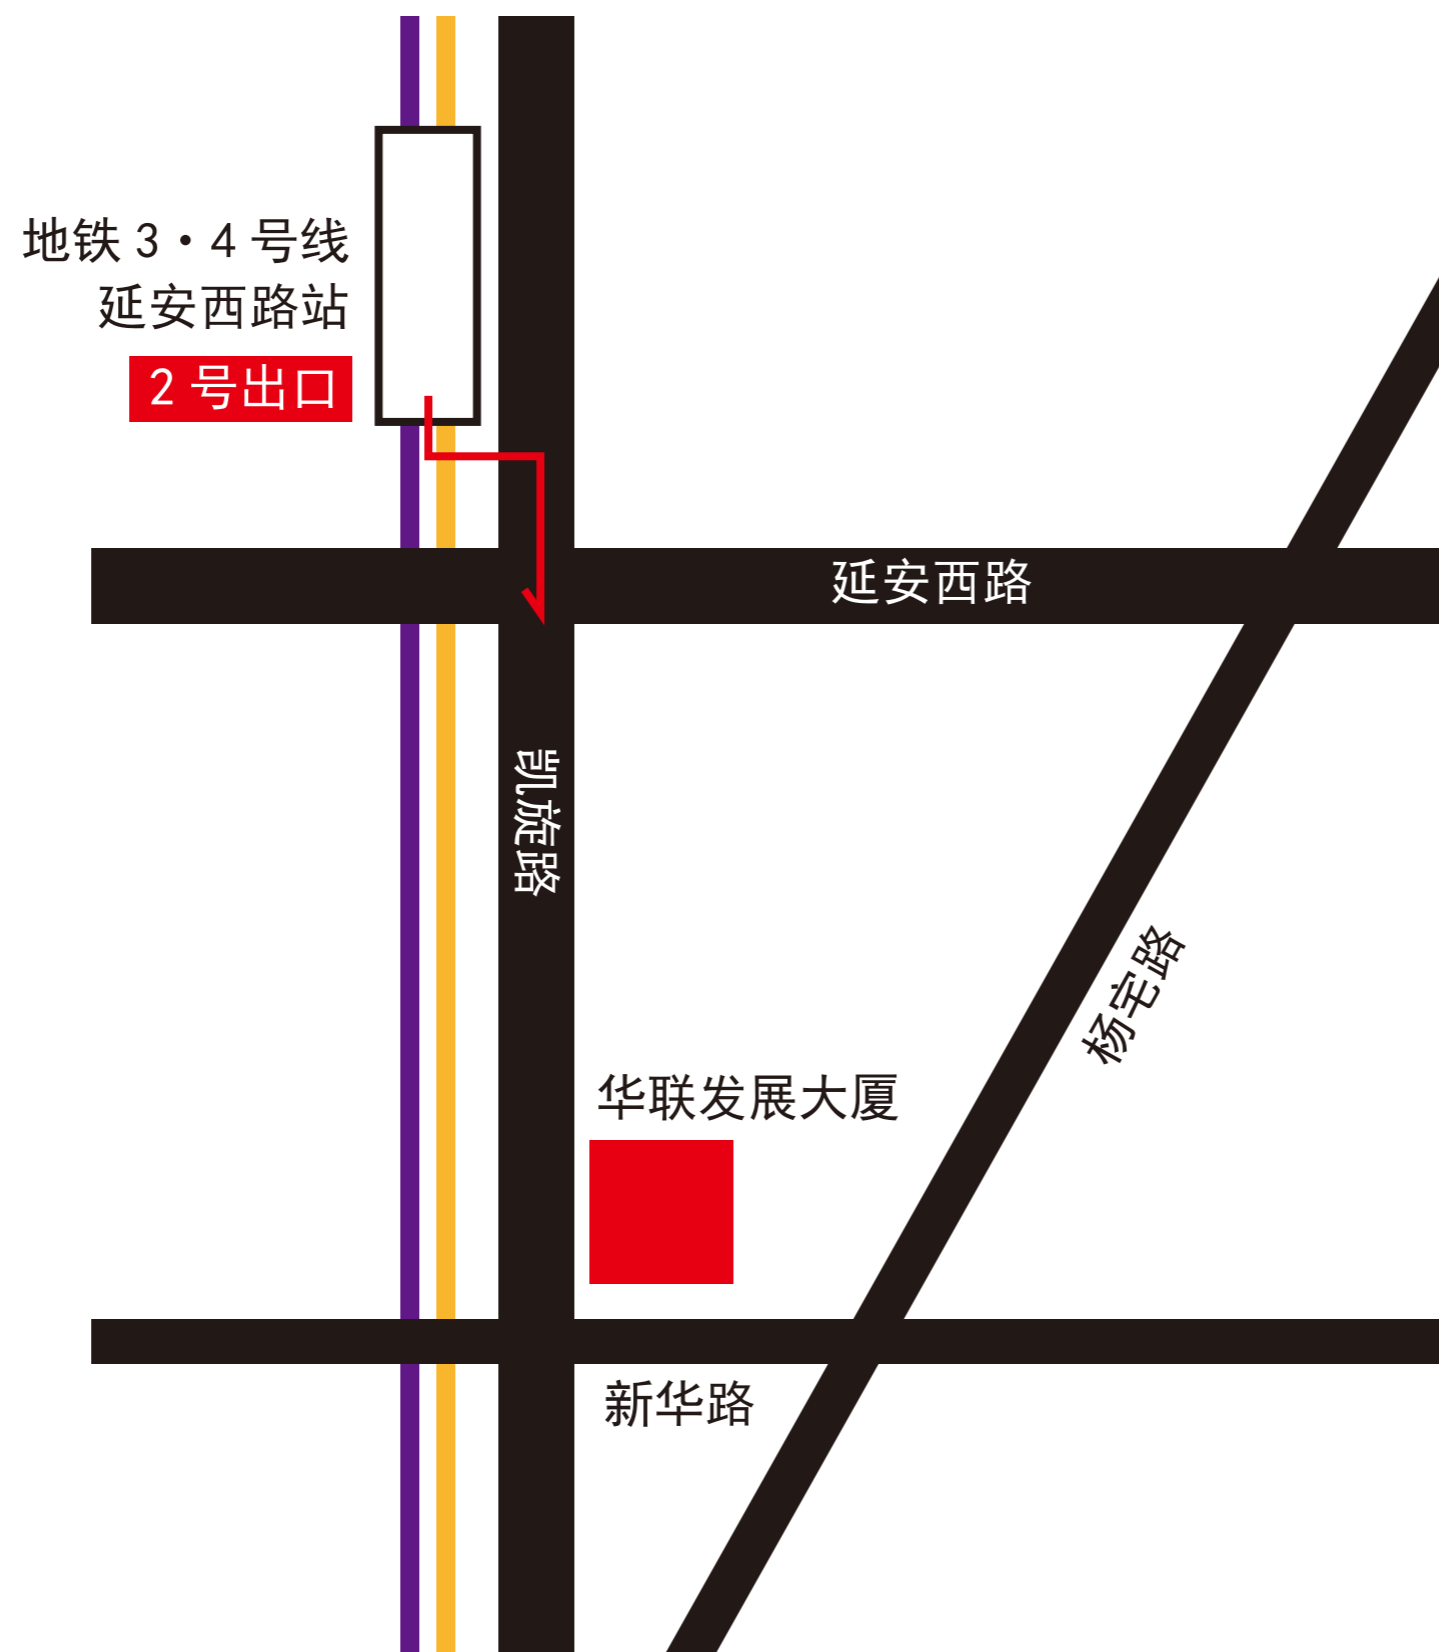 地铁 3·4 号线
延安西路站
2 号出口
延安西路
凯旋路
杨宅路
华联发展大厦
新华路